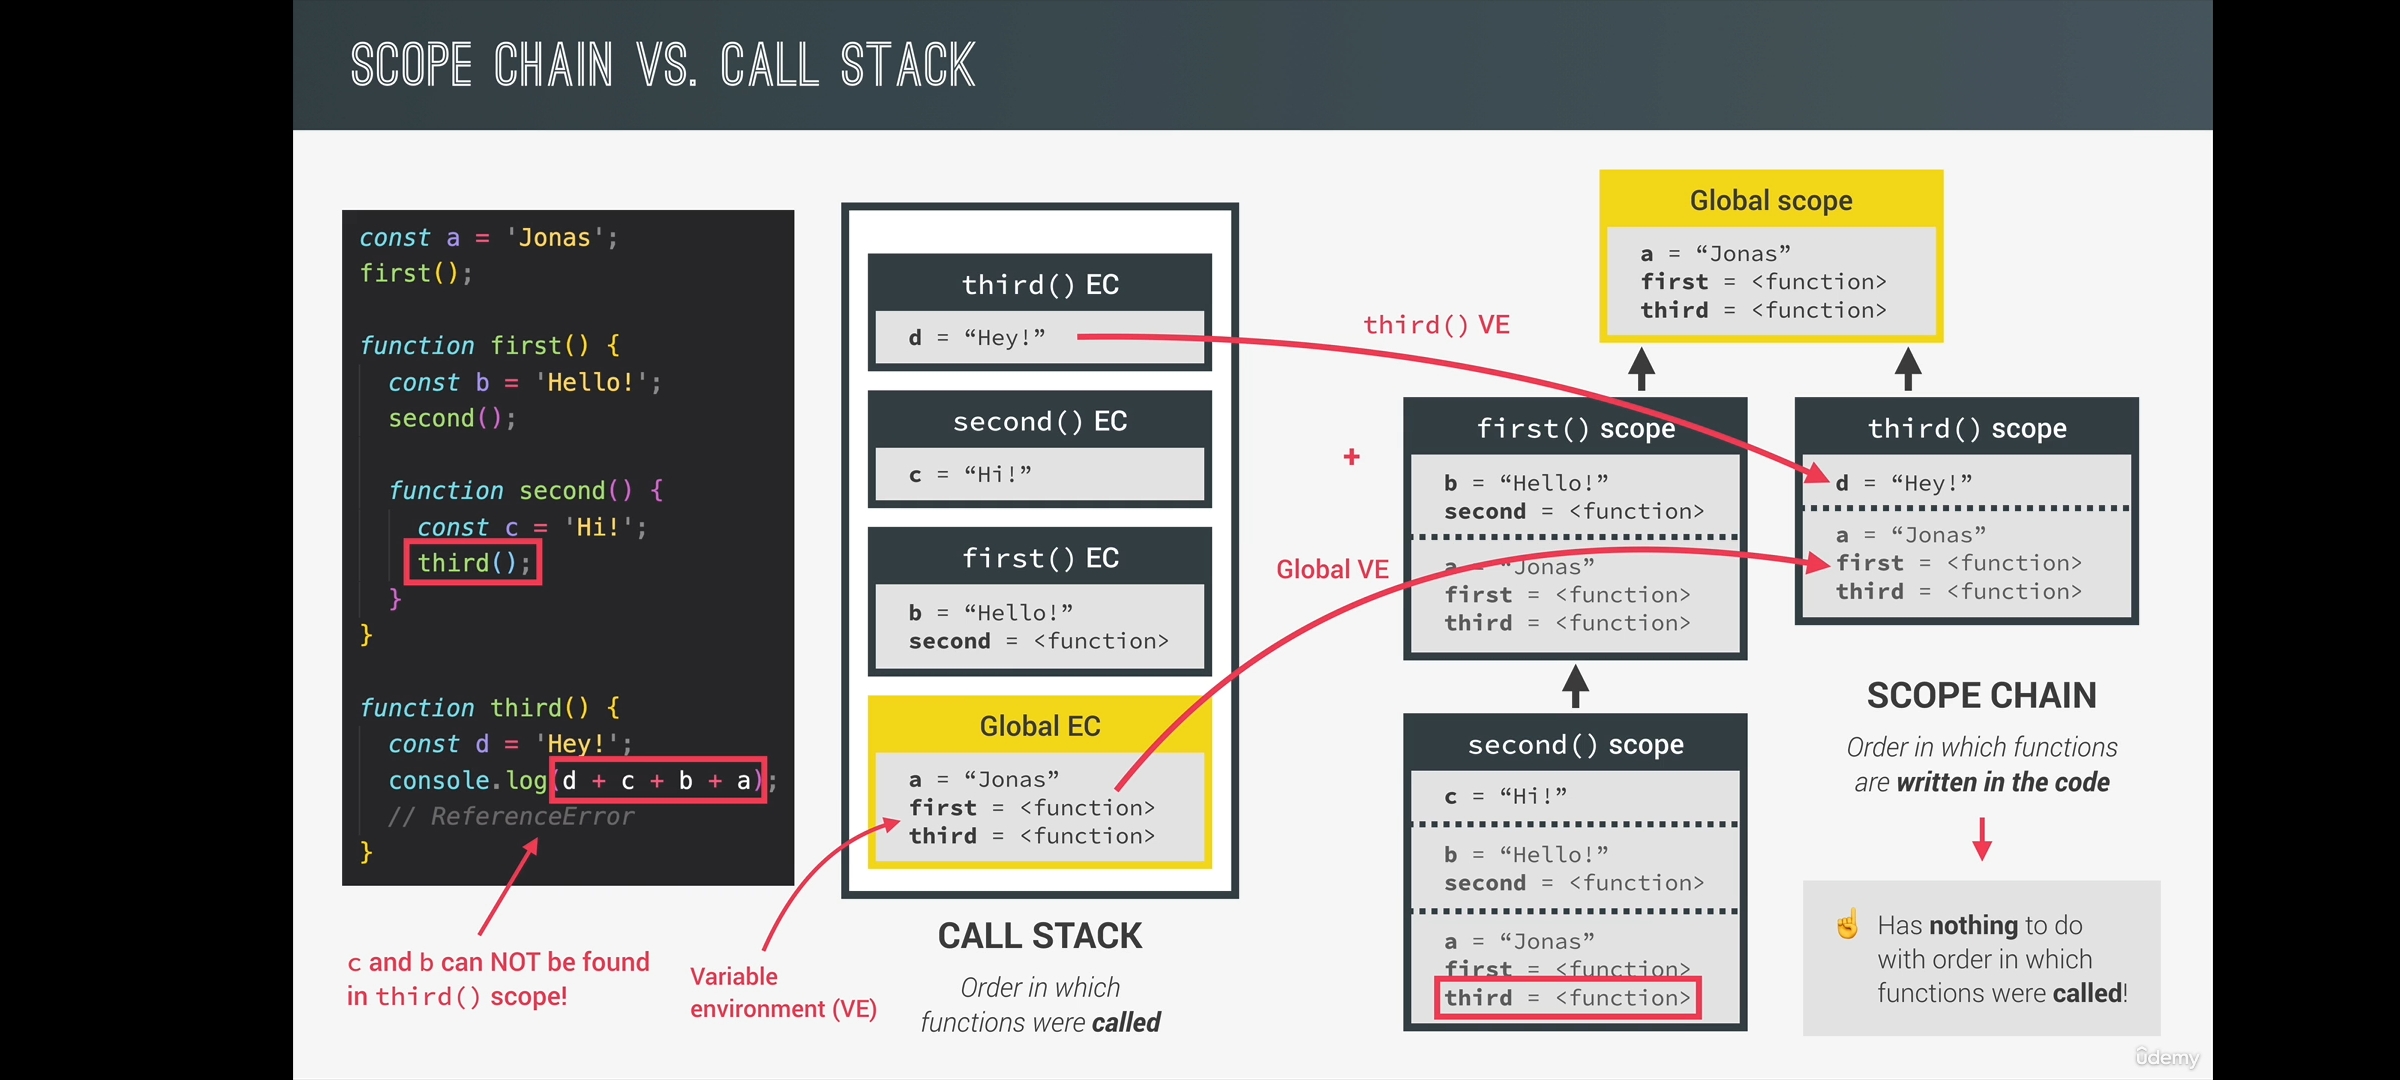 SCOPE CHAIN VS. CALL STACK
const a = 'Jonas';
first();
function first() {
const b = 'Hello!';
second();
function second() {
const c = 'Hi!';
third();
}
}
function third() {
const d = 'Hey!';
console.log(d + c + b + a);
// ReferenceError
}
c and b can NOT be found
in third() scope!
Variable
environment (VE)
third() EC
d = “Hey!”
second() EC
c = “Hi!”
first() EC
b = “Hello!”
second = <function>
Global EC
a = “Jonas”
first = <function>
third = <function>
CALL STACK
Order in which
functions were called
third() VE
+
Global VE
Global scope
a = “Jonas”
first = <function>
third = <function>
first() scope
b = “Hello!”
second = <function>
a = “Jonas”
first = <function>
third = <function>
second() scope
c = “Hi!”
b = “Hello!”
second = <function>
a = “Jonas”
first = <function>
third = <function>
third() scope
d = “Hey!”
a = “Jonas”
first = <function>
third = <function>
SCOPE CHAIN
Order in which functions
are written in the code
☝ Has nothing to do
with order in which
functions were called!
ûdemy